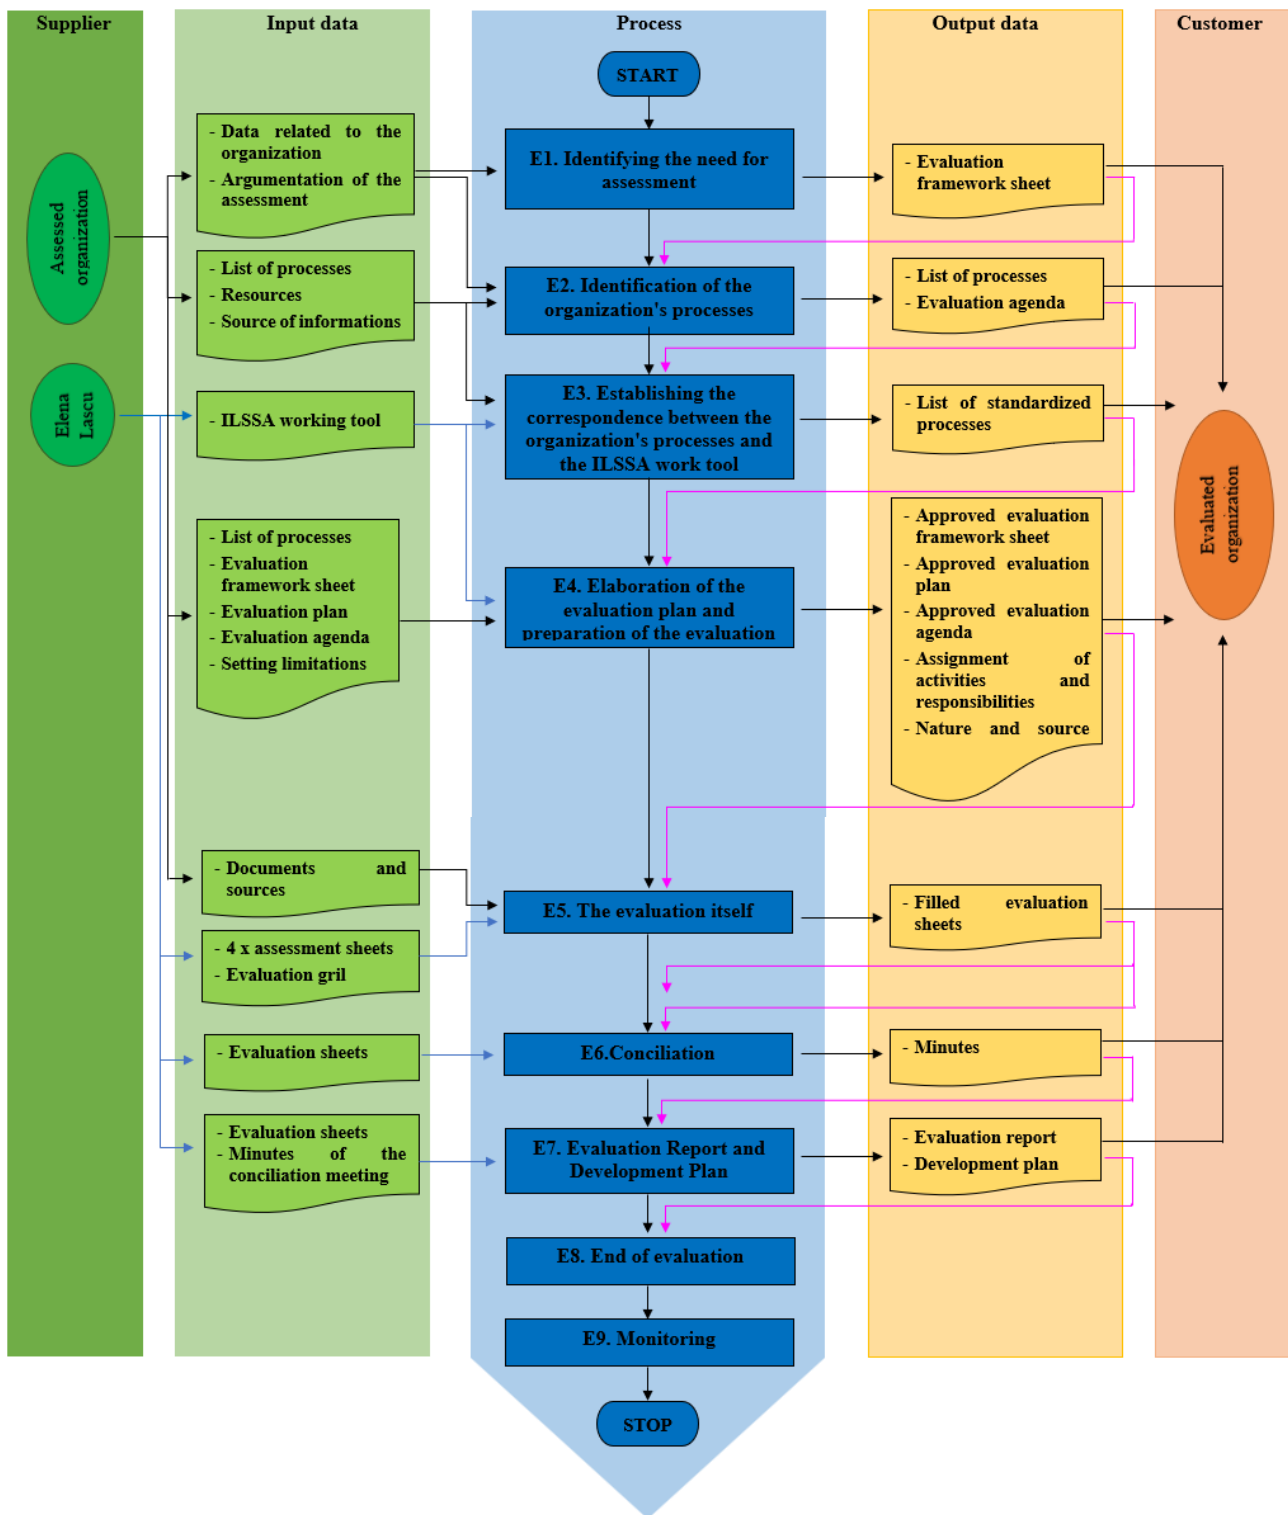 Supplier
Input data
Process
Output data
Customer
START
- Data related to the
organization
- Argumentation of the
assessment
E1. Identifying the need for
assessment
- Evaluation
framework sheet
Assessed
organization
- List of processes
- Resources
- Source of informations
E2. Identification of the
organization's processes
- List of processes
- Evaluation agenda
Elena
Lascu
- ILSSA working tool
E3. Establishing the
correspondence between the
organization's processes and
the ILSSA work tool
- List of standardized
processes
Evaluated
organization
- List of processes
- Evaluation
framework sheet
- Evaluation plan
- Evaluation agenda
- Setting limitations
E4. Elaboration of the
evaluation plan and
preparation of the evaluation
- Approved evaluation
framework sheet
- Approved evaluation
plan
- Approved evaluation
agenda
- Assignment of
activities and
responsibilities
- Nature and source
- Documents and
sources
- 4 x assessment sheets
- Evaluation gril
E5. The evaluation itself
- Filled evaluation
sheets
- Evaluation sheets
E6.Conciliation
- Minutes
- Evaluation sheets
- Minutes of the
conciliation meeting
E7. Evaluation Report and
Development Plan
- Evaluation report
- Development plan
E8. End of evaluation
E9. Monitoring
STOP